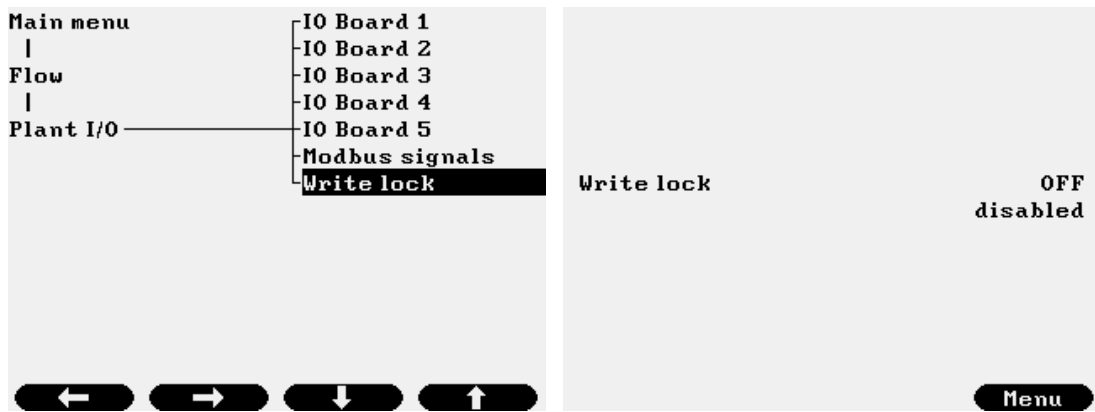 Main menu
IO Board 1
|
IO Board 2
Flow
IO Board 3
|
IO Board 4
Plant I/O
IO Board 5
Modbus signals
Write lock
Write lock OFF
disabled
Menu